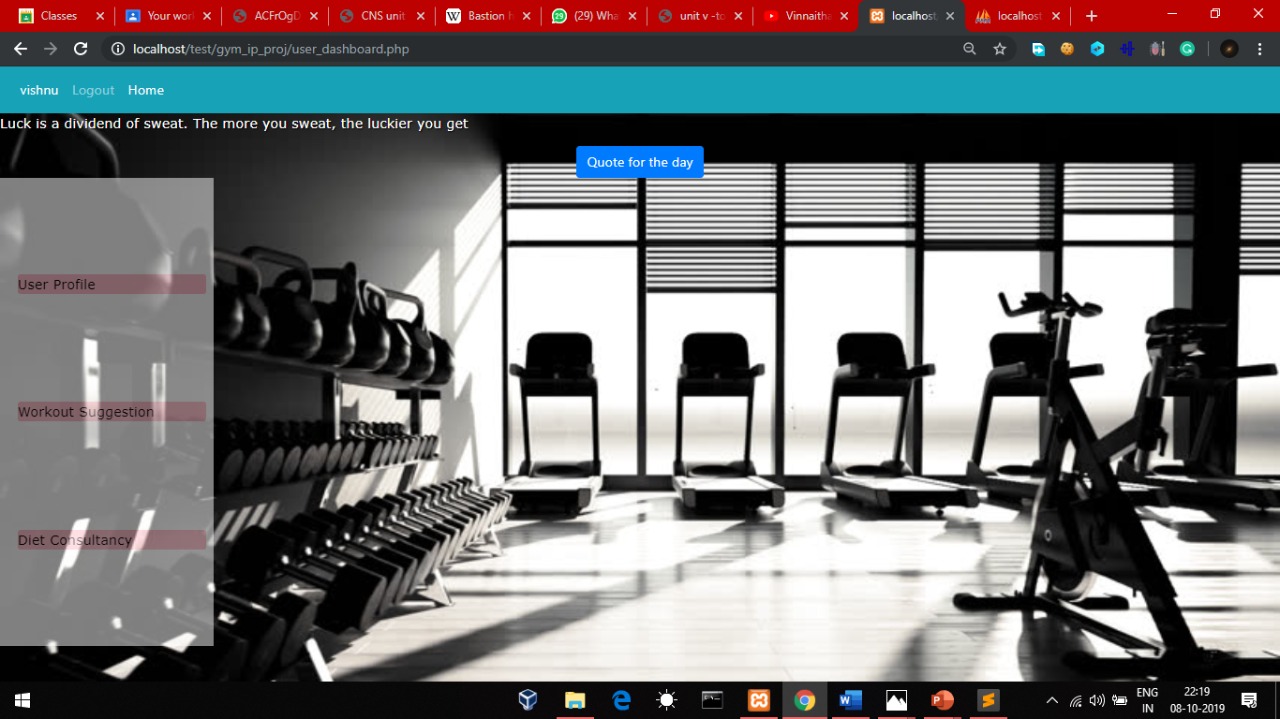 Classes
Your worl
ACFrOgD
CNS unit
Bastion h
(29) Wha
unit v -to
Vinnaitha
localhost
localhost
localhost/test/gym_ip_proj/user_dashboard.php
vishnu Logout Home
Luck is a dividend of sweat. The more you sweat, the luckier you get
Quote for the day
User Profile
Workout Suggestion
Diet Consultancy
ENG
IN
22:19
08-10-2019